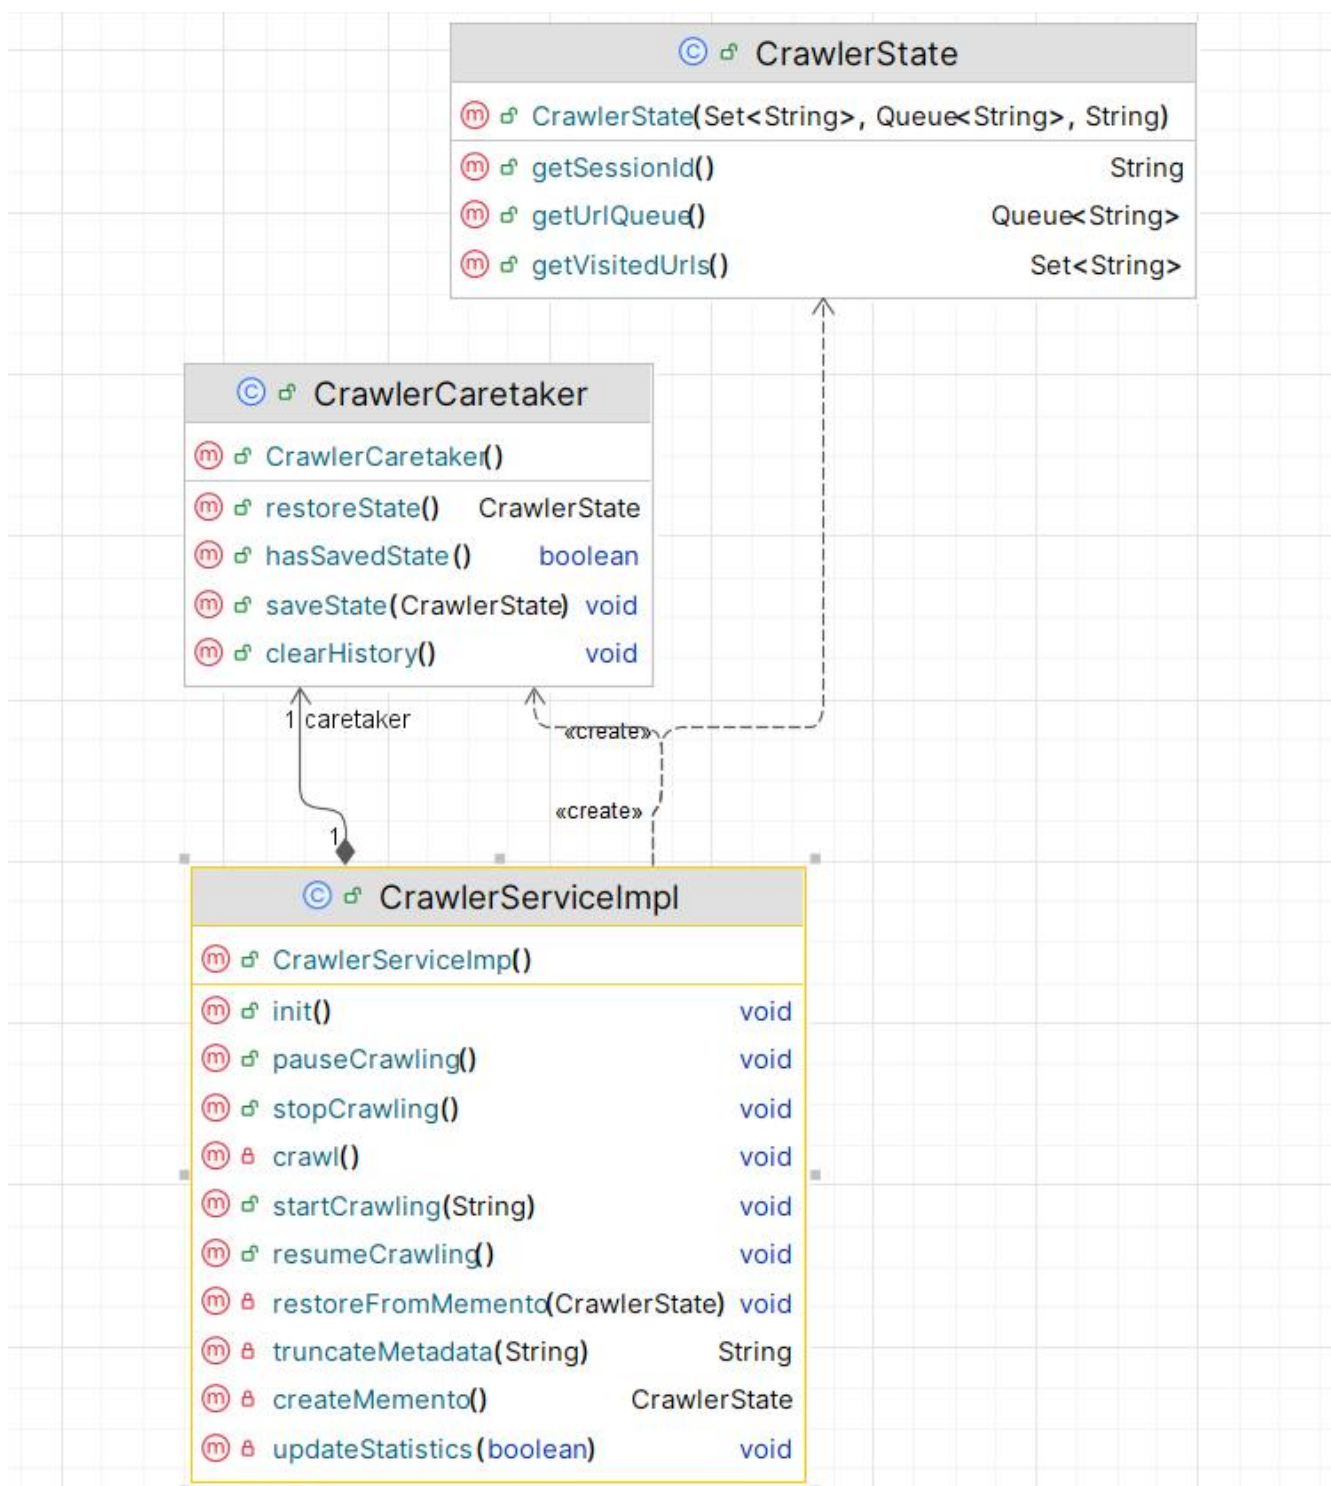 CrawlerState
CrawlerState(Set<String>, Queue<String>, String)
getSessionId() String
getUrlQueue() Queue<String>
getVisitedUrls() Set<String>
CrawlerCaretaker
CrawlerCaretaker()
restoreState() CrawlerState
hasSavedState() boolean
saveState(CrawlerState) void
clearHistory() void
1 caretaker
«create»
«create»
1
CrawlerServiceImpl
CrawlerServiceImp()
init() void
pauseCrawling() void
stopCrawling() void
crawl() void
startCrawling(String) void
resumeCrawling() void
restoreFromMemento(CrawlerState) void
truncateMetadata(String) String
createMemento() CrawlerState
updateStatistics(boolean) void